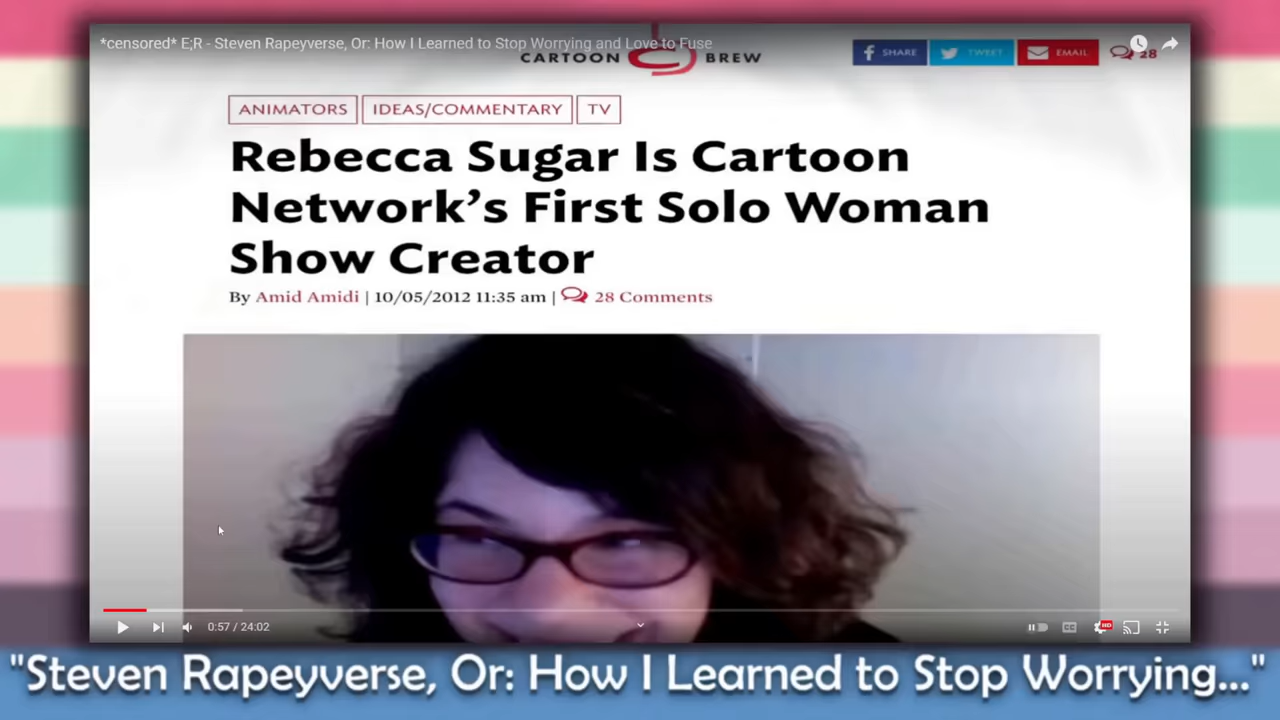 *censored* E;R - Steven Rapeyverse, Or: How I Learned to Stop Worrying and Love to Fuse
CARTOON BREW
SHARE TWEET EMAIL 28
ANIMATORS IDEAS/COMMENTARY TV
Rebecca Sugar Is Cartoon
Network’s First Solo Woman
Show Creator
By Amid Amidi | 10/05/2012 11:35 am | 28 Comments
0:57 / 24:02
CC HD
"Steven Rapeyverse, Or: How I Learned to Stop Worrying..."